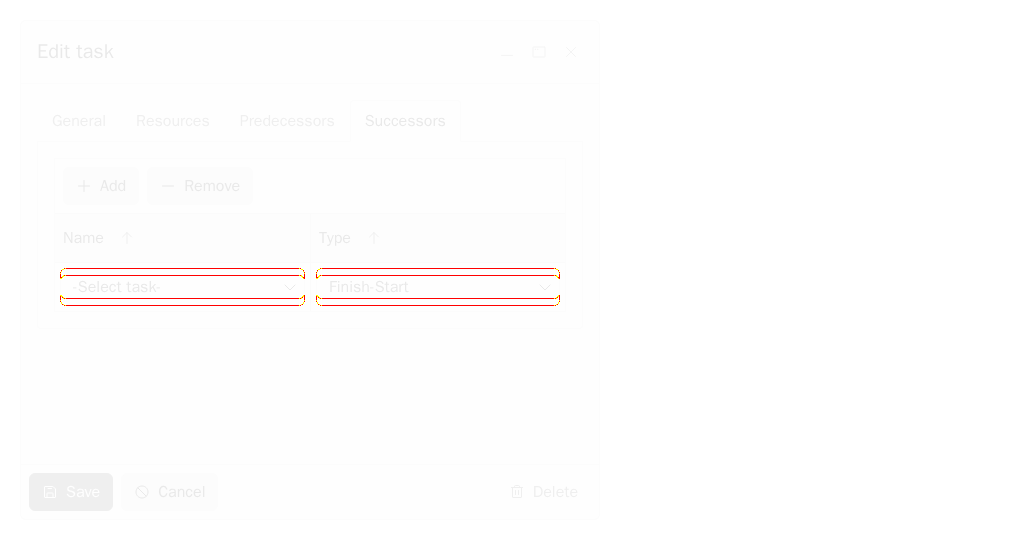 Edit task
General Resources Predecessors Successors
Add Remove
Name Type
-Select task- Finish-Start
Save Cancel Delete